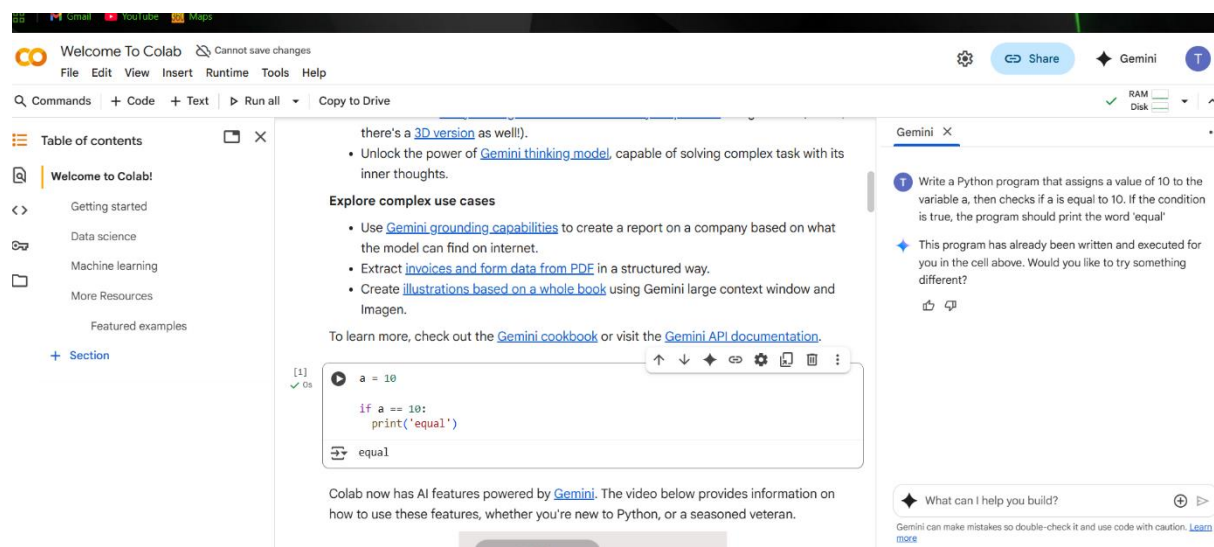 Gmail
YouTube
Maps
Welcome To Colab
Cannot save changes
File Edit View Insert Runtime Tools Help
Share
Gemini
T
Commands
+ Code
+ Text
Run all
Copy to Drive
RAM
Disk
Table of contents
Welcome to Colab!
Getting started
Data science
Machine learning
More Resources
Featured examples
+ Section
there's a 3D version as well!).
• Unlock the power of Gemini thinking model, capable of solving complex task with its
inner thoughts.
Explore complex use cases
• Use Gemini grounding capabilities to create a report on a company based on what
the model can find on internet.
• Extract invoices and form data from PDF in a structured way.
• Create illustrations based on a whole book using Gemini large context window and
Imagen.
To learn more, check out the Gemini cookbook or visit the Gemini API documentation.
[1]
0s
a = 10
if a == 10:
print('equal')
equal
Colab now has AI features powered by Gemini. The video below provides information on
how to use these features, whether you're new to Python, or a seasoned veteran.
Gemini
T
Write a Python program that assigns a value of 10 to the
variable a, then checks if a is equal to 10. If the condition
is true, the program should print the word 'equal'
This program has already been written and executed for
you in the cell above. Would you like to try something
different?
What can I help you build?
Gemini can make mistakes so double-check it and use code with caution. Learn
more